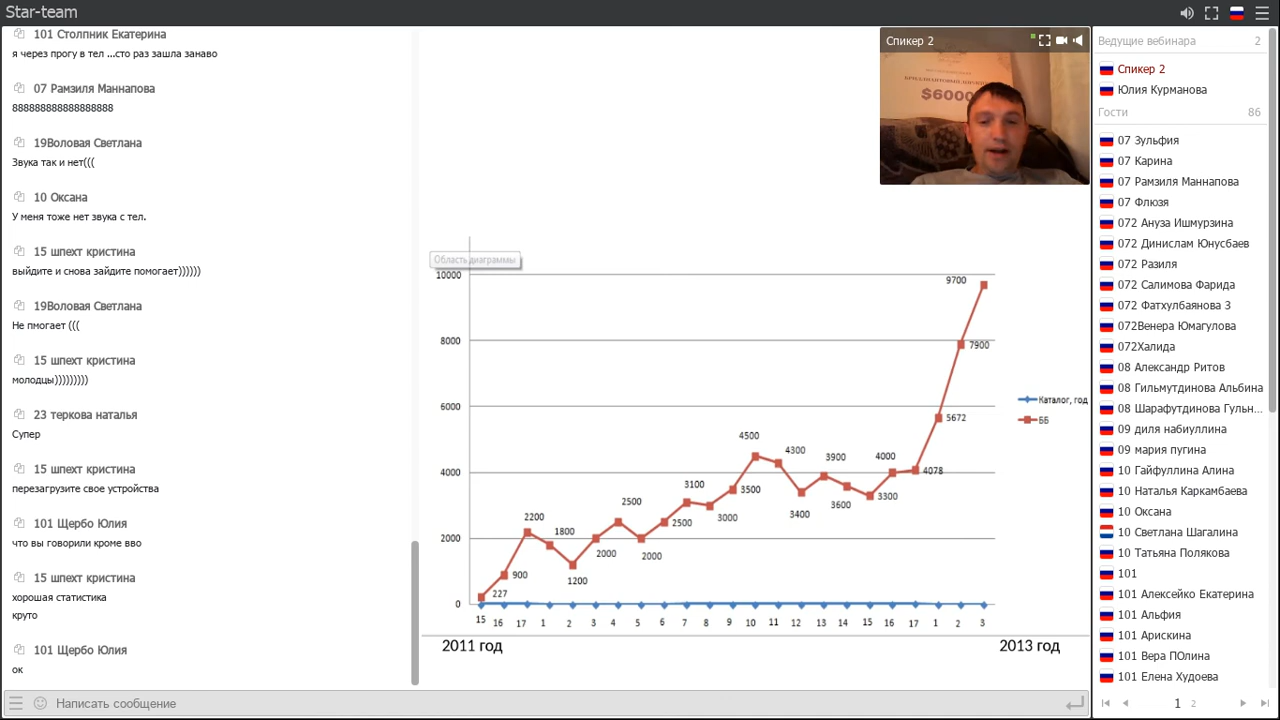 Star-team
101 Столпник Екатерина
я через прогу в тел ...сто раз зашла занаво
07 Рамзиля Маннапова
888888888888888888
19Воловая Светлана
Звука так и нет(((
10 Оксана
У меня тоже нет звука с тел.
15 шпехт кристина
выйдите и снова зайдите помогает))))))
19Воловая Светлана
Не пмогает (((
15 шпехт кристина
молодцы)))))))))
23 теркова наталья
Супер
15 шпехт кристина
перезагрузите свое устройства
101 Щербо Юлия
что вы говорили кроме вво
15 шпехт кристина
хорошая статистика
круто
101 Щербо Юлия
ок
Написать сообщение
Спикер 2
$6000
Область диаграммы
10000
8000
6000
4000
2000
0
227
900
2200
1800
1200
2000
2500
2000
2500
3100
3000
3500
4500
4300
3400
3900
3600
3300
4000
4078
5672
7900
9700
15 16 17 1 2 3 4 5 6 7 8 9 10 11 12 13 14 15 16 17 1 2 3
2011 год
2013 год
Каталог, год
ББ
Ведущие вебинара 2
Спикер 2
Юлия Курманова
Гости 86
07 Зульфия
07 Карина
07 Рамзиля Маннапова
07 Флюзя
072 Ануза Ишмурзина
072 Динислам Юнусбаев
072 Разиля
072 Салимова Фарида
072 Фатхулбаянова З
072Венера Юмагулова
072Халида
08 Александр Ритов
08 Гильмутдинова Альбина
08 Шарафутдинова Гульн...
09 диля набиуллина
09 мария пугина
10 Гайфуллина Алина
10 Наталья Каркамбаева
10 Оксана
10 Светлана Шагалина
10 Татьяна Полякова
101
101 Алексейко Екатерина
101 Альфия
101 Арискина
101 Вера ПОлина
101 Елена Худоева
1 2